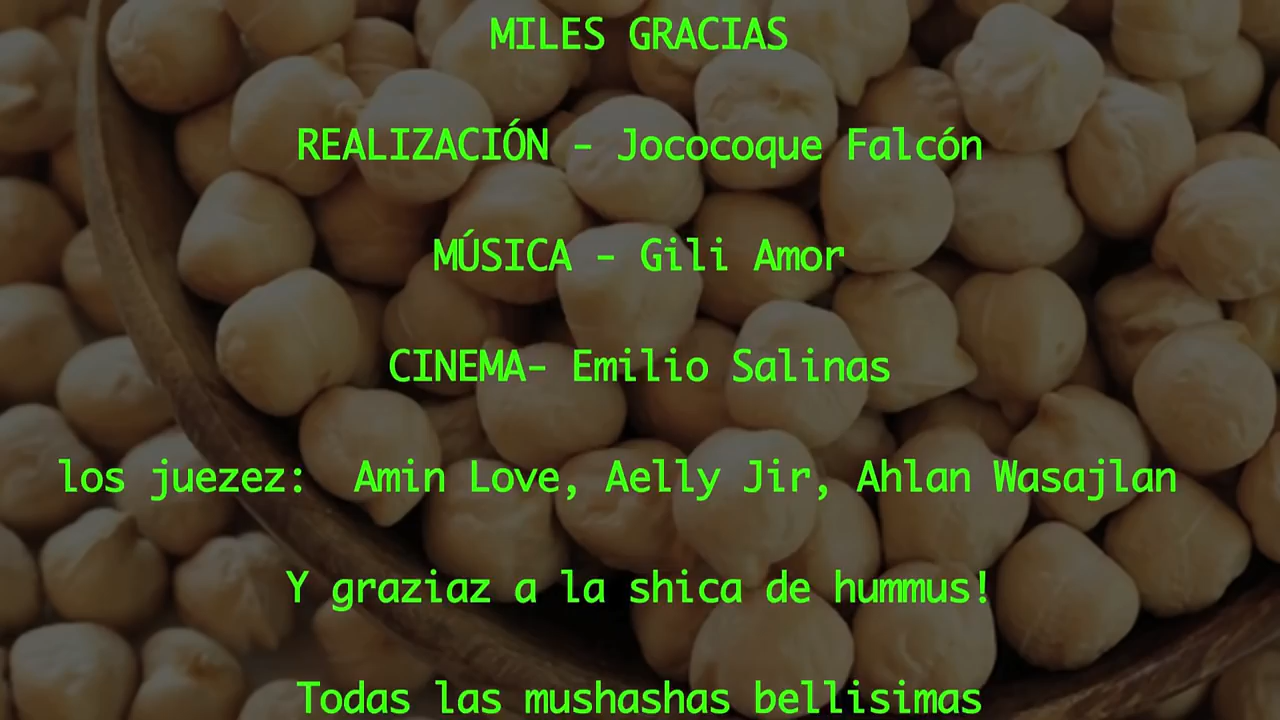 MILES GRACIAS
REALIZACIÓN - Jococoque Falcón
MÚSICA - Gili Amor
CINEMA- Emilio Salinas
los juezez: Amin Love, Aelly Jir, Ahlan Wasajlan
Y graziaz a la shica de hummus!
Todas las mushashas bellisimas